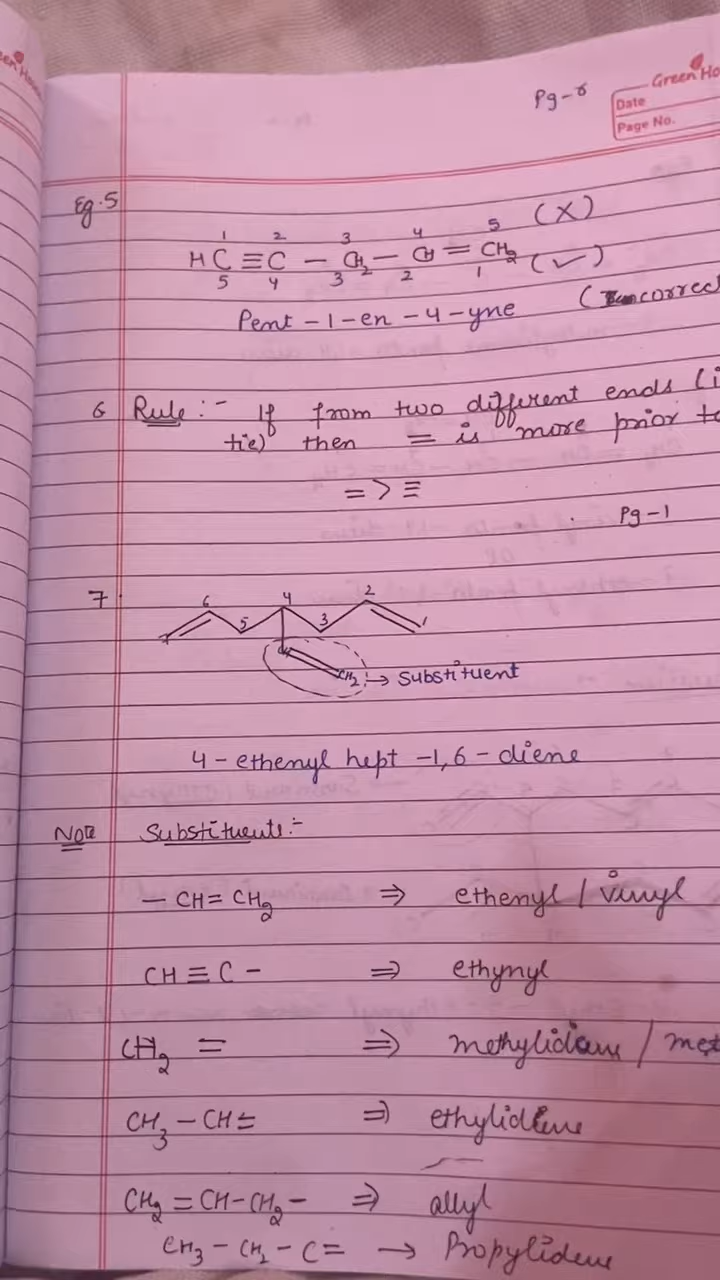 Pg-8
Green Ho
Date
Page No.
Eg.5
1 2 3 4 5 (X)
HC ≡ C - CH2 - CH = CH2
5 4 3 2 1 (✓)
Pent -1-en -4-yne
6 Rule :- If from two different ends (i
tie) then = is more prior to
= > ≡
Pg-1
7
6 4 2
7 5 3 1
CH2 → Substituent
4-ethenyl hept -1,6-diene
Note Substituents:-
- CH = CH2 ⇒ ethenyl / vinyl
CH ≡ C - ⇒ ethynyl
CH2 = ⇒ methylidene / met
CH3 - CH = ⇒ ethylidene
CH2 = CH-CH2- ⇒ allyl
CH3 - CH2 - C = → Propylidene